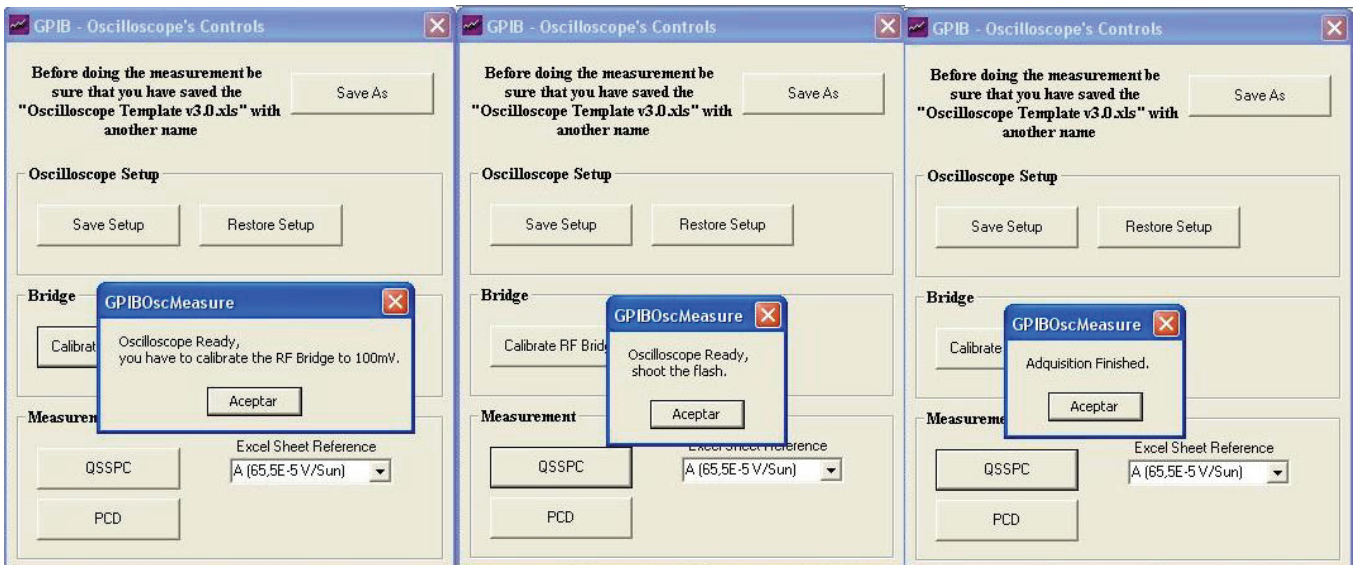 GPIB - Oscilloscope's Controls
Before doing the measurement be
sure that you have saved the
"Oscilloscope Template v3.0.xls" with
another name
Save As
Oscilloscope Setup
Save Setup
Restore Setup
Bridge
Calibrat
GPIBOscMeasure
Oscilloscope Ready,
you have to calibrate the RF Bridge to 100mV.
Aceptar
Measuren
QSSPC
Excel Sheet Reference
A (65,5E-5 V/Sun)
PCD
GPIB - Oscilloscope's Controls
Before doing the measurement be
sure that you have saved the
"Oscilloscope Template v3.0.xls" with
another name
Save As
Oscilloscope Setup
Save Setup
Restore Setup
Bridge
Calibrate RF Bridg
GPIBOscMeasure
Oscilloscope Ready,
shoot the flash.
Aceptar
Measurement
QSSPC
Excel Sheet Reference
A (65,5E-5 V/Sun)
PCD
GPIB - Oscilloscope's Controls
Before doing the measurement be
sure that you have saved the
"Oscilloscope Template v3.0.xls" with
another name
Save As
Oscilloscope Setup
Save Setup
Restore Setup
Bridge
Calibrate
GPIBOscMeasure
Adquisition Finished.
Aceptar
Measureme
QSSPC
Excel Sheet Reference
A (65,5E-5 V/Sun)
PCD